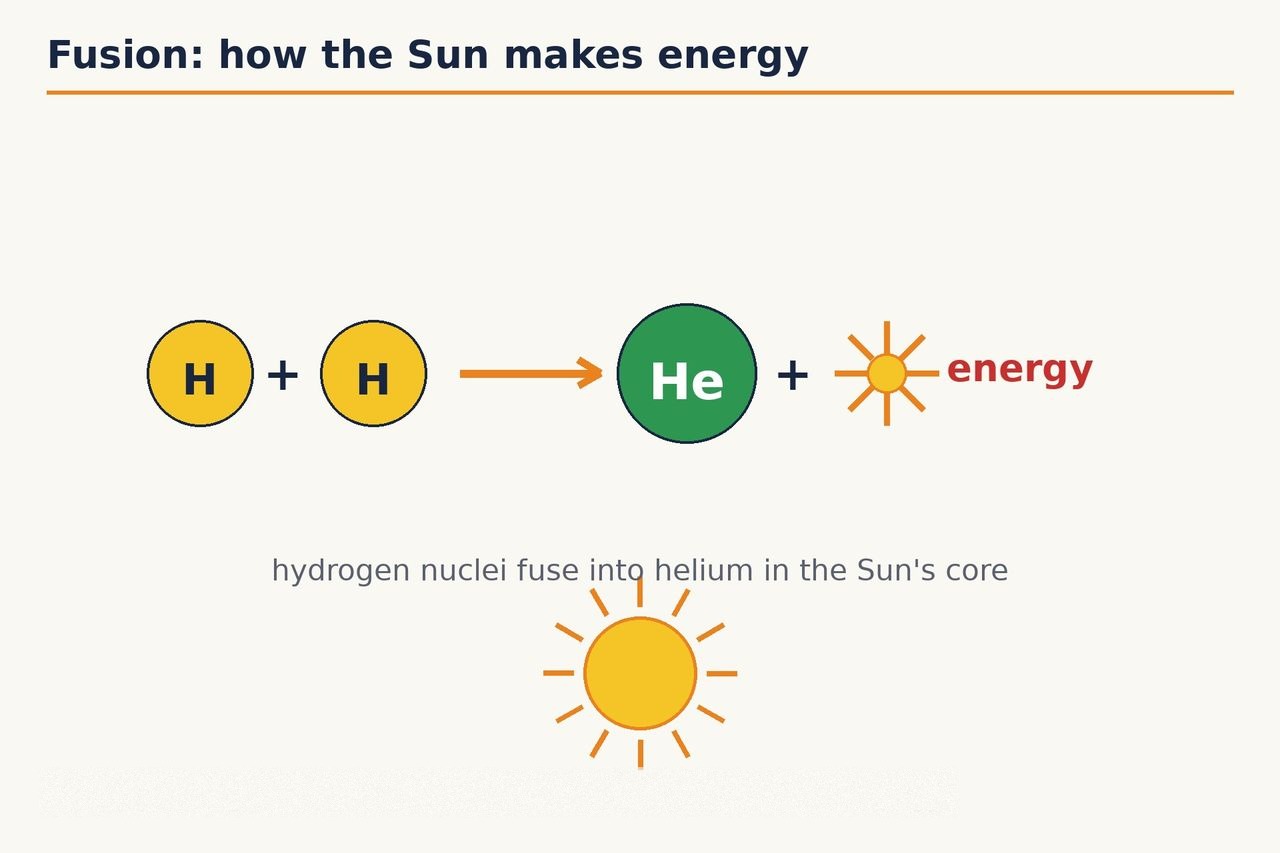 Fusion: how the Sun makes energy
H + H He + energy
hydrogen nuclei fuse into helium in the Sun's core